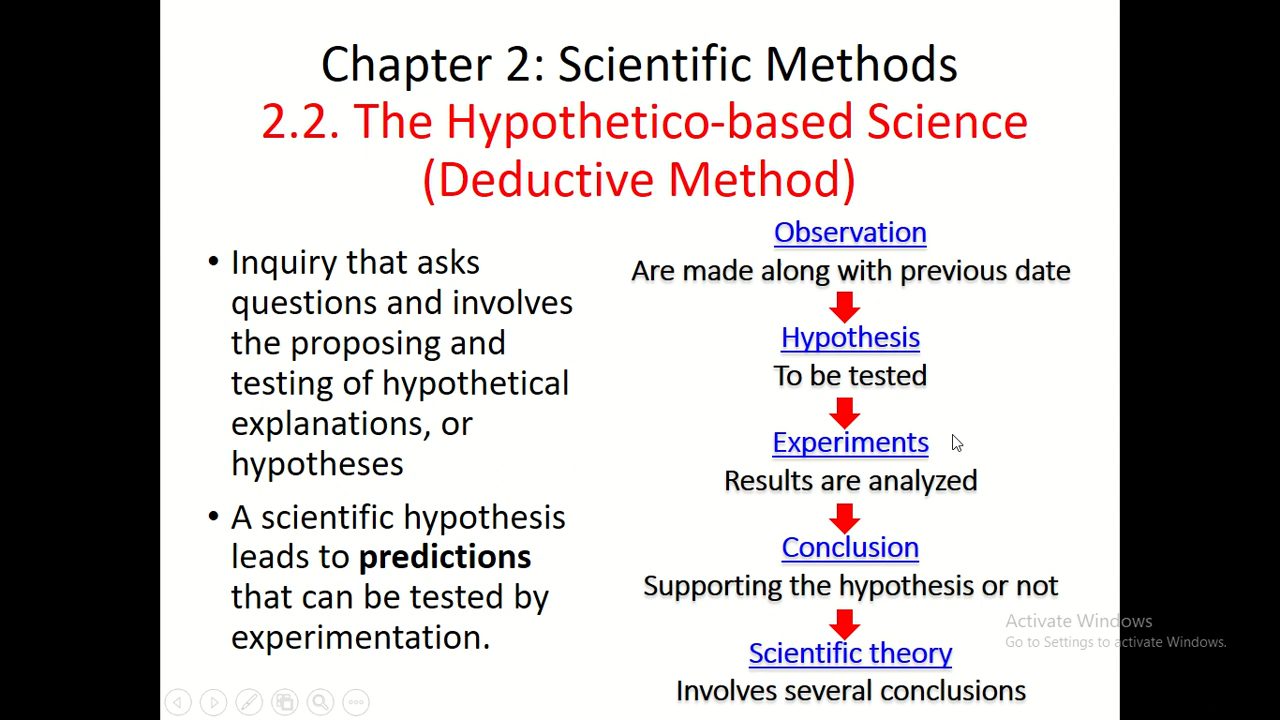 Chapter 2: Scientific Methods
2.2. The Hypothetico-based Science
(Deductive Method)
• Inquiry that asks
questions and involves
the proposing and
testing of hypothetical
explanations, or
hypotheses
• A scientific hypothesis
leads to predictions
that can be tested by
experimentation.
Observation
Are made along with previous date
Hypothesis
To be tested
Experiments
Results are analyzed
Conclusion
Supporting the hypothesis or not
Scientific theory
Involves several conclusions
Activate Windows
Go to Settings to activate Windows.